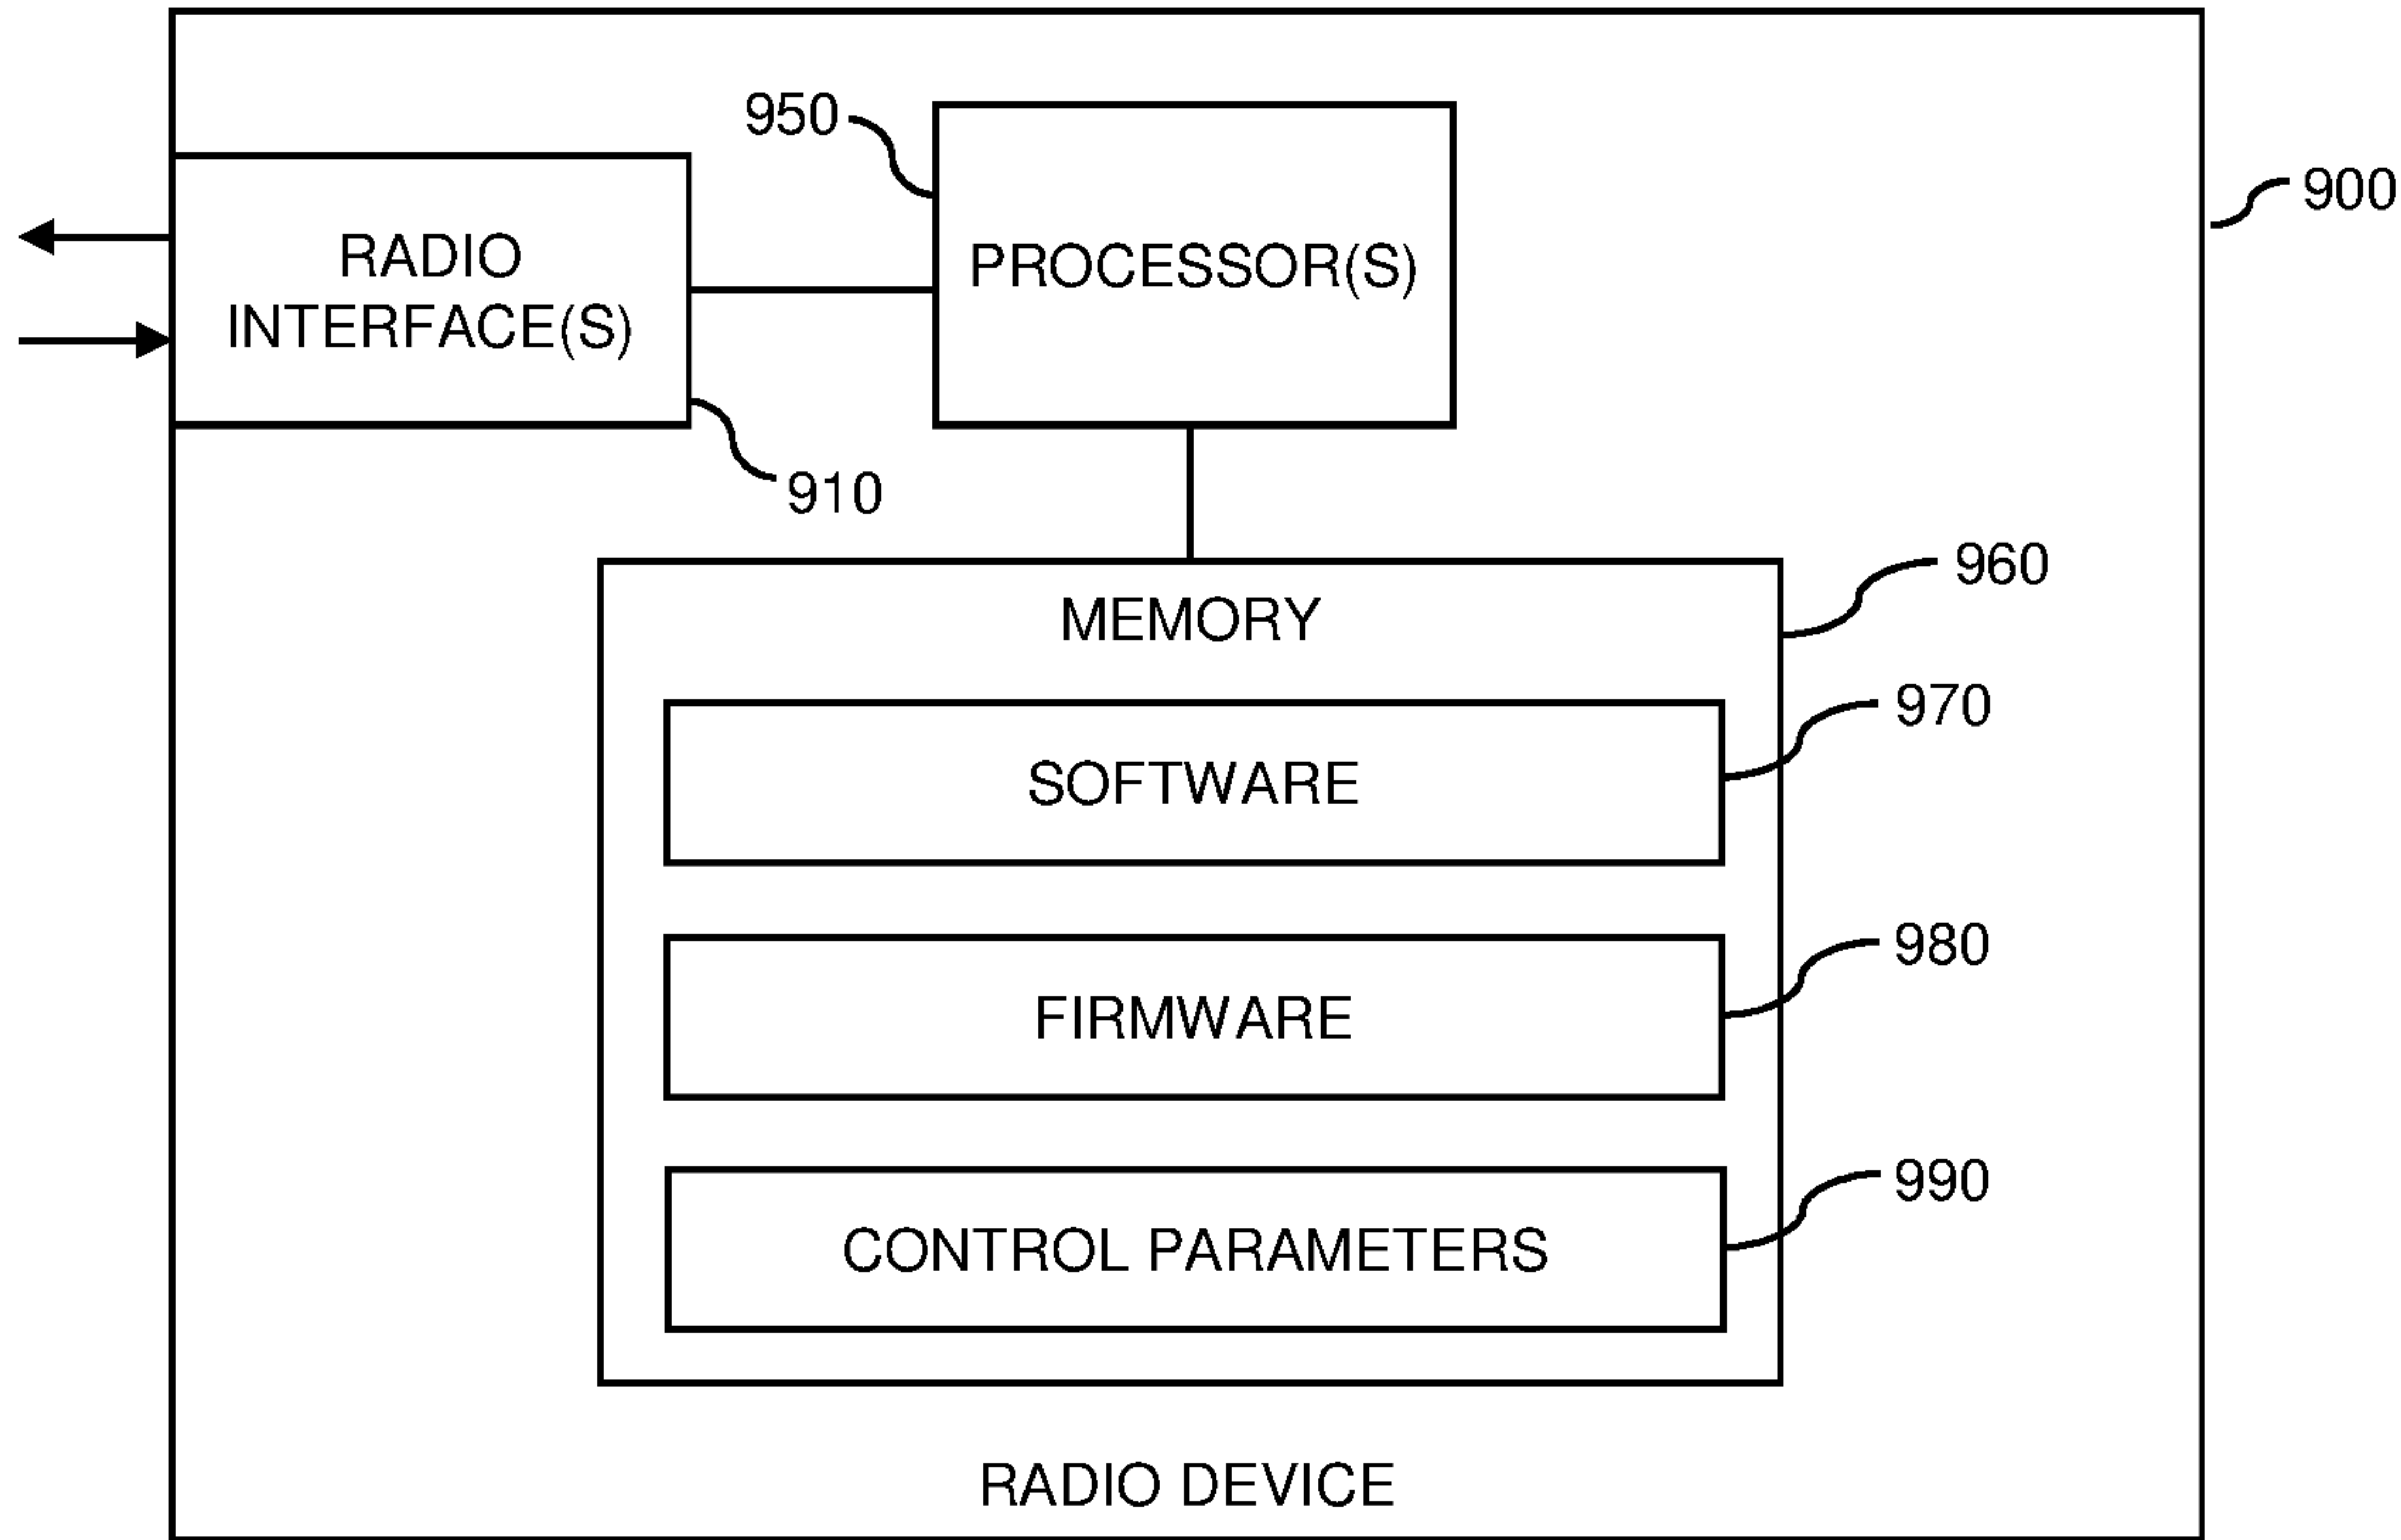 950
900
RADIO
INTERFACE(S)
PROCESSOR(S)
910
960
MEMORY
970
SOFTWARE
980
FIRMWARE
990
CONTROL PARAMETERS
RADIO DEVICE